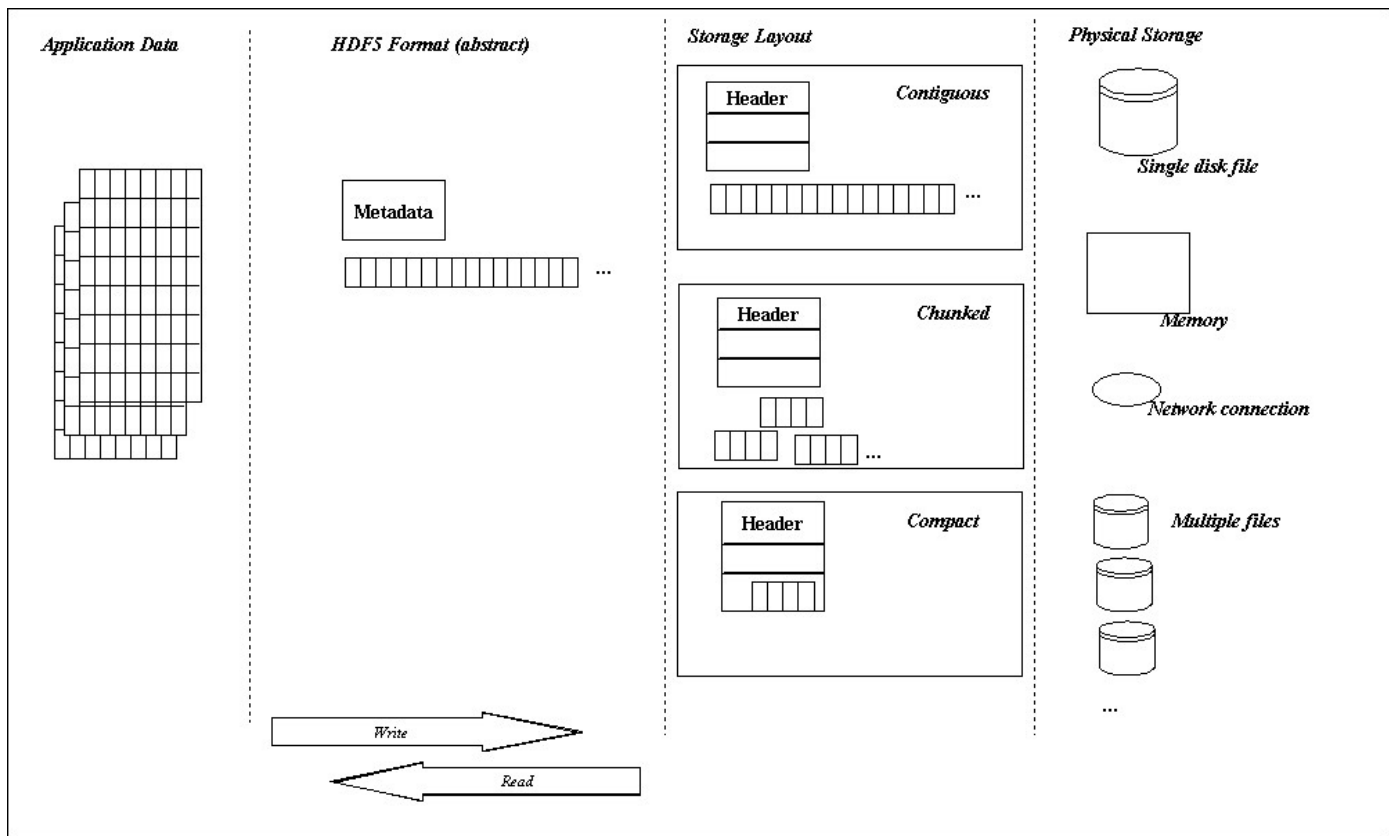 Application Data
HDF5 Format (abstract)
Storage Layout
Physical Storage
Metadata
...
Header
Contiguous
...
Header
Chunked
...
Header
Compact
Single disk file
Memory
Network connection
Multiple files
...
Write
Read